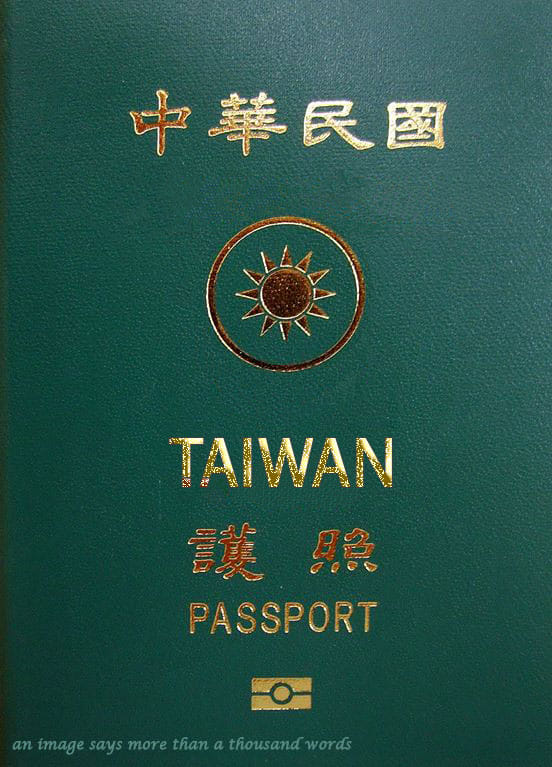 中華民國
TAIWAN
護照
PASSPORT
an image says more than a thousand words